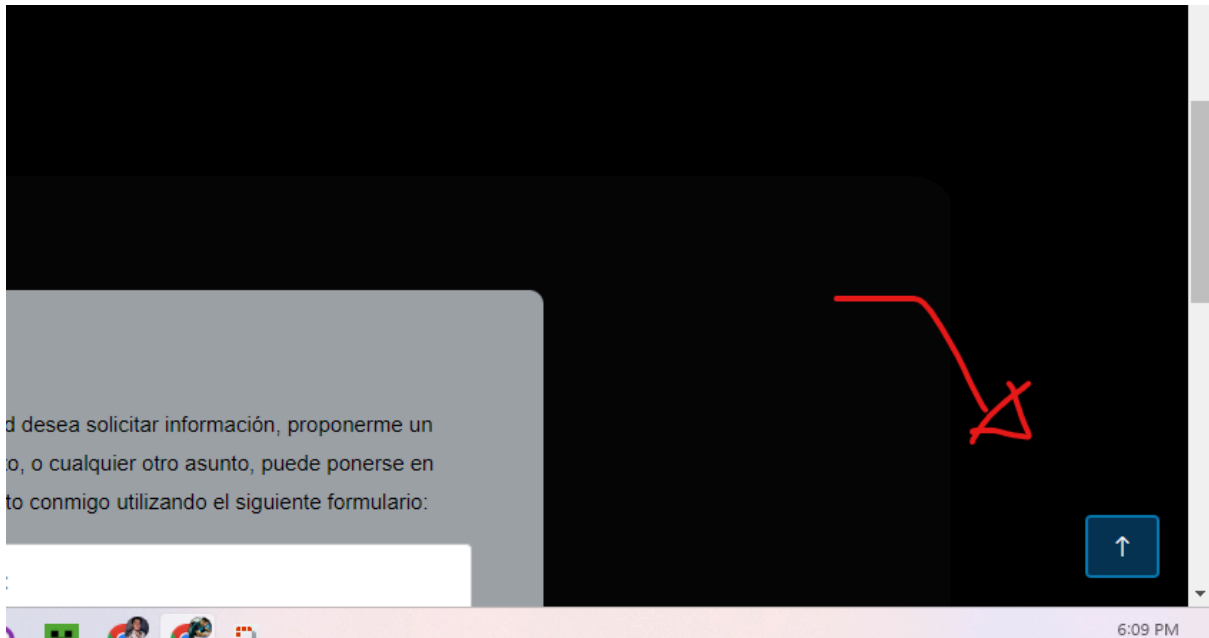 d desea solicitar información, proponerme un
o, o cualquier otro asunto, puede ponerse en
to conmigo utilizando el siguiente formulario:
:
6:09 PM